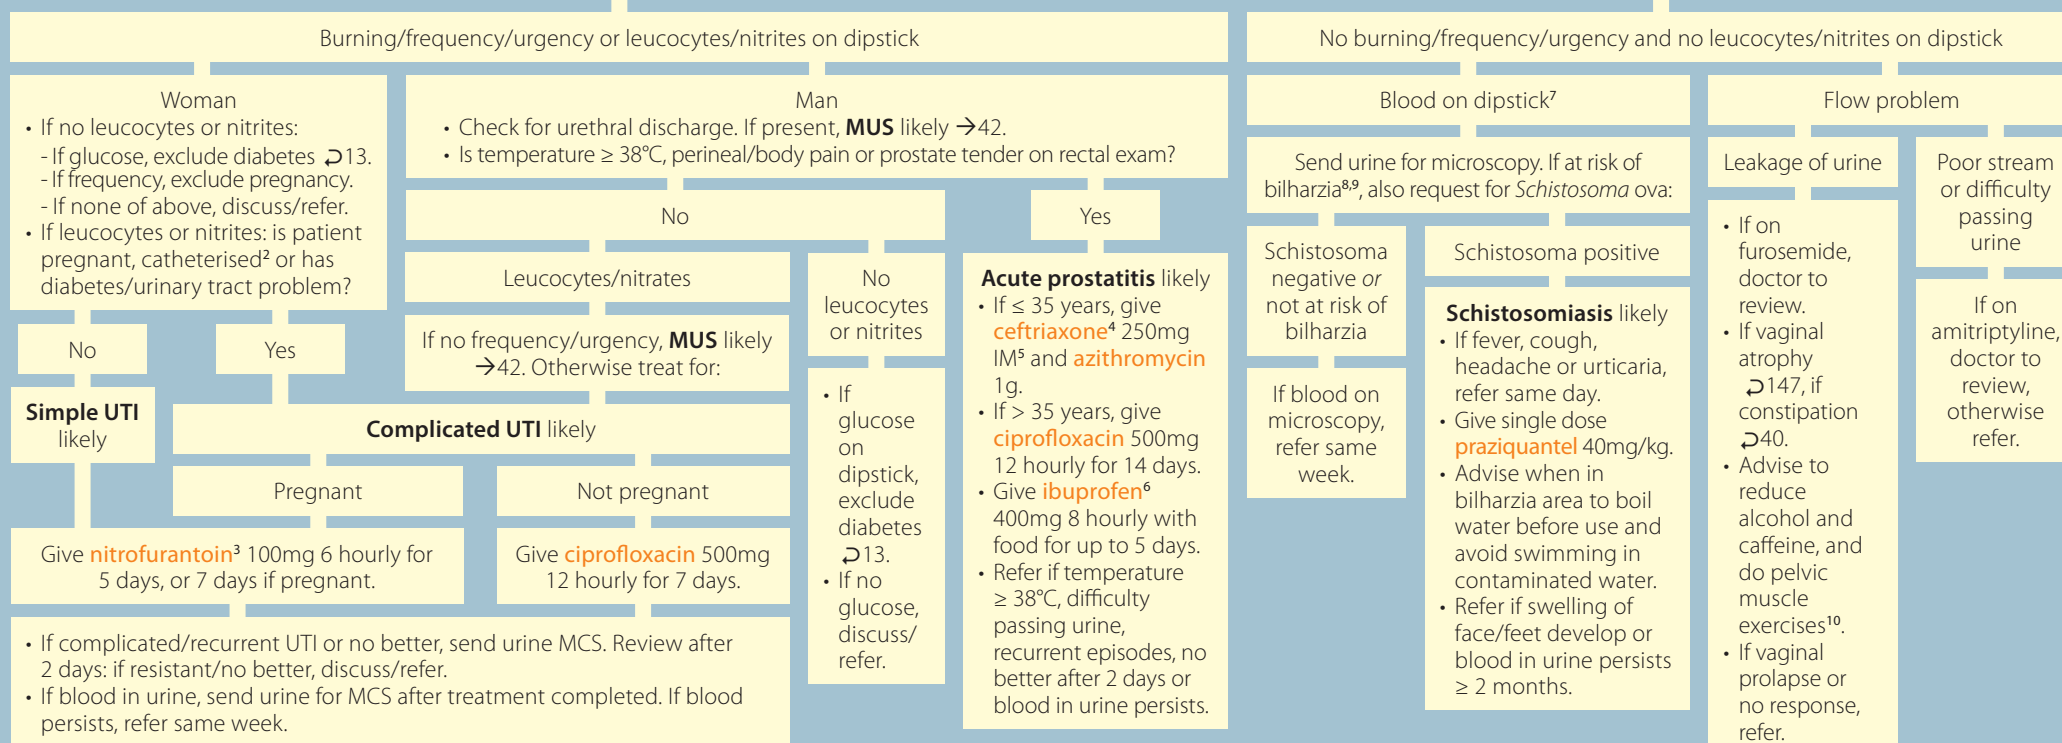 Burning/frequency/urgency or leucocytes/nitrites on dipstick
Woman
• If no leucocytes or nitrites:
- If glucose, exclude diabetes ⮌13.
- If frequency, exclude pregnancy.
- If none of above, discuss/refer.
• If leucocytes or nitrites: is patient
pregnant, catheterised² or has
diabetes/urinary tract problem?
No
Yes
Simple UTI
likely
Man
• Check for urethral discharge. If present, MUS likely →42.
• Is temperature ≥ 38°C, perineal/body pain or prostate tender on rectal exam?
No
Leucocytes/nitrates
If no frequency/urgency, MUS likely
→42. Otherwise treat for:
Complicated UTI likely
Pregnant
Not pregnant
Give nitrofurantoin³ 100mg 6 hourly for
5 days, or 7 days if pregnant.
Give ciprofloxacin 500mg
12 hourly for 7 days.
• If complicated/recurrent UTI or no better, send urine MCS. Review after
2 days: if resistant/no better, discuss/refer.
• If blood in urine, send urine for MCS after treatment completed. If blood
persists, refer same week.
No
leucocytes
or nitrites
• If
glucose
on
dipstick,
exclude
diabetes
⮌13.
• If no
glucose,
discuss/
refer.
Yes
Acute prostatitis likely
• If ≤ 35 years, give
ceftriaxone⁴ 250mg
IM⁵ and azithromycin
1g.
• If > 35 years, give
ciprofloxacin 500mg
12 hourly for 14 days.
• Give ibuprofen⁶
400mg 8 hourly with
food for up to 5 days.
• Refer if temperature
≥ 38°C, difficulty
passing urine,
recurrent episodes, no
better after 2 days or
blood in urine persists.
No burning/frequency/urgency and no leucocytes/nitrites on dipstick
Blood on dipstick⁷
Send urine for microscopy. If at risk of
bilharzia⁸,⁹, also request for Schistosoma ova:
Schistosoma
negative or
not at risk of
bilharzia
If blood on
microscopy,
refer same
week.
Schistosoma positive
Schistosomiasis likely
• If fever, cough,
headache or urticaria,
refer same day.
• Give single dose
praziquantel 40mg/kg.
• Advise when in
bilharzia area to boil
water before use and
avoid swimming in
contaminated water.
• Refer if swelling of
face/feet develop or
blood in urine persists
≥ 2 months.
Flow problem
Leakage of urine
• If on
furosemide,
doctor to
review.
• If vaginal
atrophy
⮌147, if
constipation
⮌40.
• Advise to
reduce
alcohol and
caffeine, and
do pelvic
muscle
exercises¹⁰.
• If vaginal
prolapse or
no response,
refer.
Poor stream
or difficulty
passing
urine
If on
amitriptyline,
doctor to
review,
otherwise
refer.